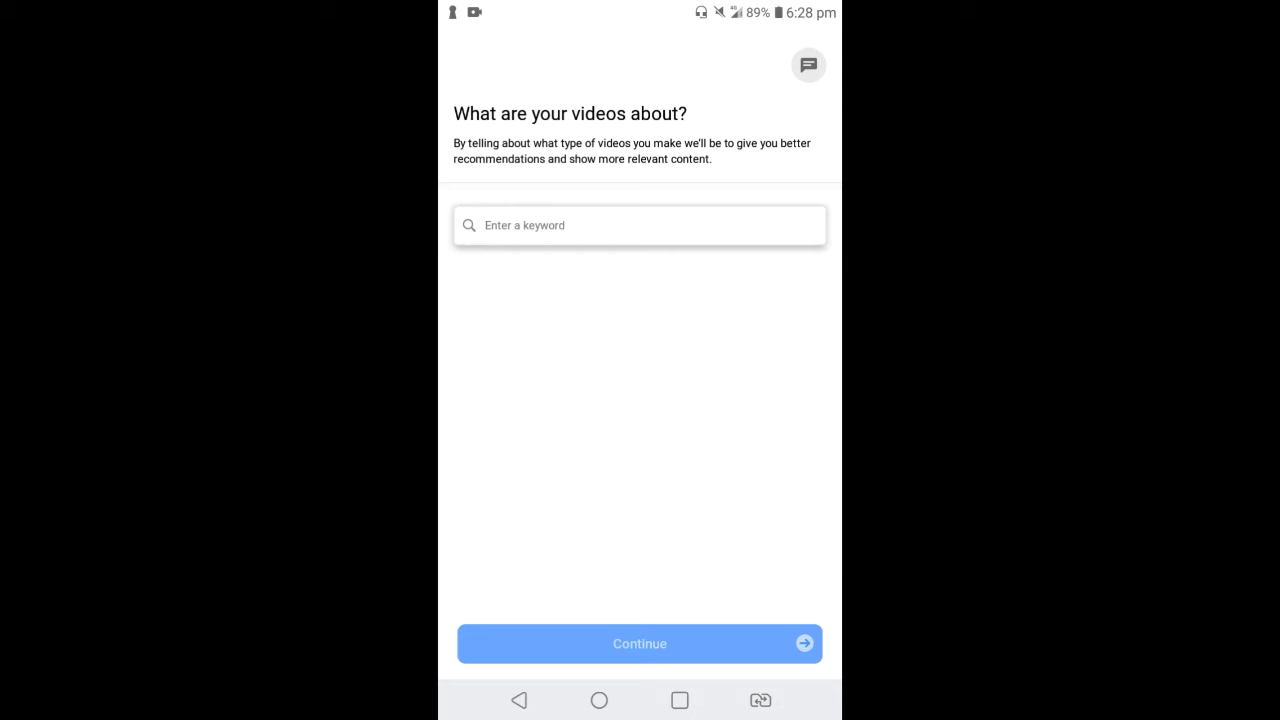 4G 89% 6:28 pm
What are your videos about?
By telling about what type of videos you make we'll be to give you better
recommendations and show more relevant content.
Enter a keyword
Continue